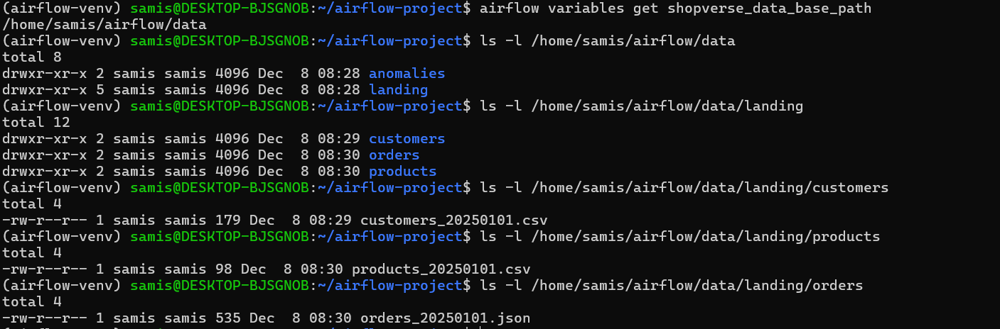 (airflow-venv) samis@DESKTOP-BJSGNOB:~/airflow-project$ airflow variables get shopverse_data_base_path
/home/samis/airflow/data
(airflow-venv) samis@DESKTOP-BJSGNOB:~/airflow-project$ ls -l /home/samis/airflow/data
total 8
drwxr-xr-x 2 samis samis 4096 Dec  8 08:28 anomalies
drwxr-xr-x 5 samis samis 4096 Dec  8 08:28 landing
(airflow-venv) samis@DESKTOP-BJSGNOB:~/airflow-project$ ls -l /home/samis/airflow/data/landing
total 12
drwxr-xr-x 2 samis samis 4096 Dec  8 08:29 customers
drwxr-xr-x 2 samis samis 4096 Dec  8 08:30 orders
drwxr-xr-x 2 samis samis 4096 Dec  8 08:30 products
(airflow-venv) samis@DESKTOP-BJSGNOB:~/airflow-project$ ls -l /home/samis/airflow/data/landing/customers
total 4
-rw-r--r-- 1 samis samis 179 Dec  8 08:29 customers_20250101.csv
(airflow-venv) samis@DESKTOP-BJSGNOB:~/airflow-project$ ls -l /home/samis/airflow/data/landing/products
total 4
-rw-r--r-- 1 samis samis 98 Dec  8 08:30 products_20250101.csv
(airflow-venv) samis@DESKTOP-BJSGNOB:~/airflow-project$ ls -l /home/samis/airflow/data/landing/orders
total 4
-rw-r--r-- 1 samis samis 535 Dec  8 08:30 orders_20250101.json